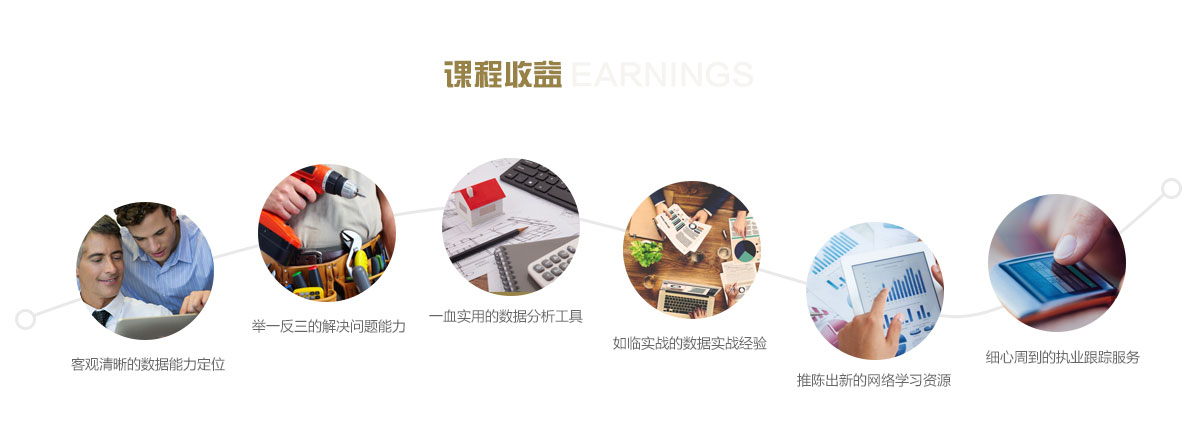 课程收益 EARNINGS
客观清晰的数据能力定位
举一反三的解决问题能力
一血实用的数据分析工具
如临实战的数据实战经验
推陈出新的网络学习资源
细心周到的执业跟踪服务